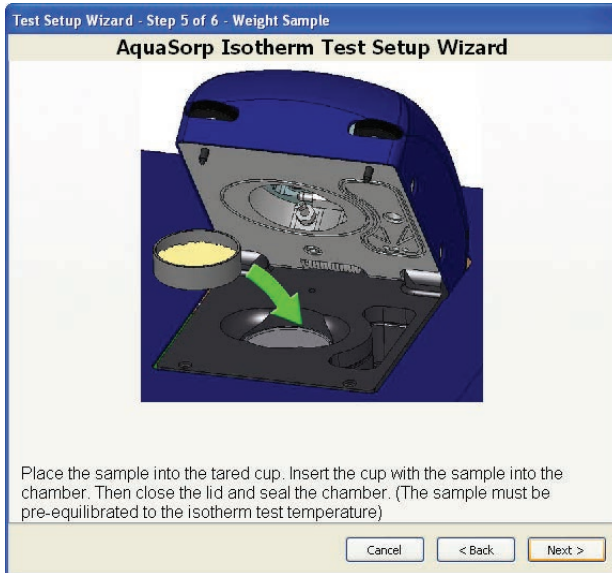 Test Setup Wizard - Step 5 of 6 - Weight Sample
AquaSorp Isotherm Test Setup Wizard
Place the sample into the tared cup. Insert the cup with the sample into the
chamber. Then close the lid and seal the chamber. (The sample must be
pre-equilibrated to the isotherm test temperature)
Cancel
< Back
Next >